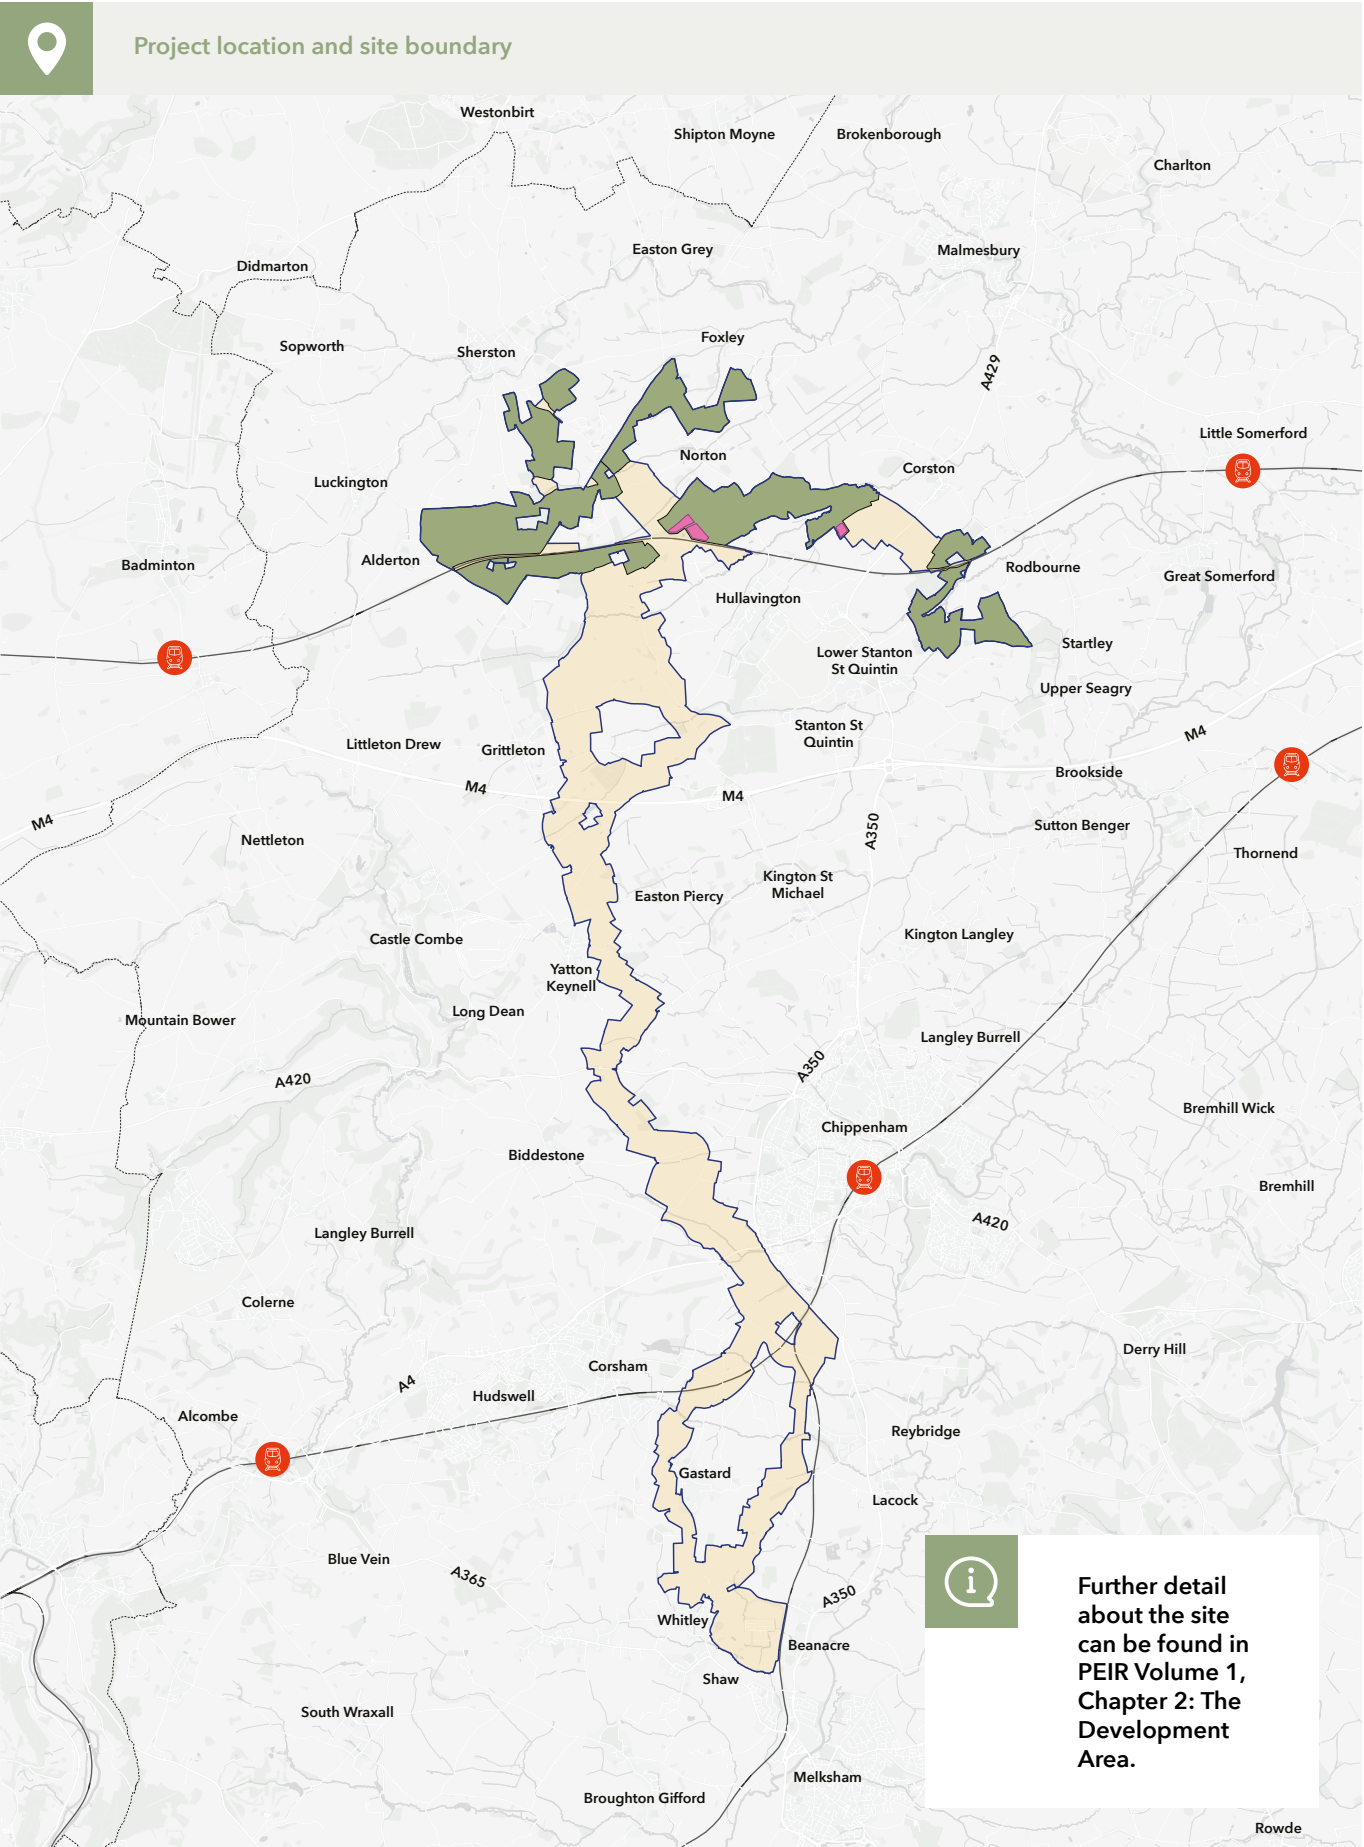 Project location and site boundary
Westonbirt
Shipton Moyne
Brokenborough
Charlton
Easton Grey
Malmesbury
Didmarton
Foxley
Sopworth
Sherston
A429
Little Somerford
Norton
Corston
Luckington
Alderton
Badminton
Rodbourne
Great Somerford
Hullavington
Startley
Lower Stanton
St Quintin
Upper Seagry
Stanton St
Quintin
M4
Littleton Drew
Grittleton
Brookside
M4
M4
M4
A350
Sutton Benger
Nettleton
Thornend
Kington St
Michael
Easton Piercy
Kington Langley
Castle Combe
Yatton
Keynell
Long Dean
Mountain Bower
Langley Burrell
A350
A420
Bremhill Wick
Chippenham
Biddestone
Bremhill
A420
Langley Burrell
Colerne
Derry Hill
Corsham
A4
Hudswell
Alcombe
Reybridge
Gastard
Lacock
Blue Vein
A365
A350
Whitley
Beanacre
Shaw
South Wraxall
Melksham
Broughton Gifford
Rowde
Further detail
about the site
can be found in
PEIR Volume 1,
Chapter 2: The
Development
Area.